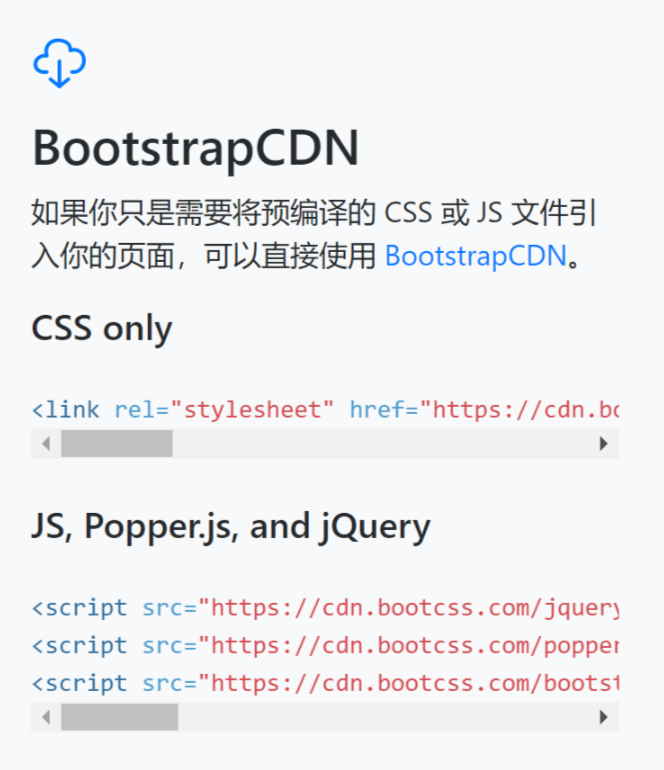 BootstrapCDN
如果你只是需要将预编译的 CSS 或 JS 文件引
入你的页面，可以直接使用 BootstrapCDN。
CSS only
<link rel="stylesheet" href="https://cdn.bo
JS, Popper.js, and jQuery
<script src="https://cdn.bootcss.com/jquery
<script src="https://cdn.bootcss.com/popper
<script src="https://cdn.bootcss.com/bootst